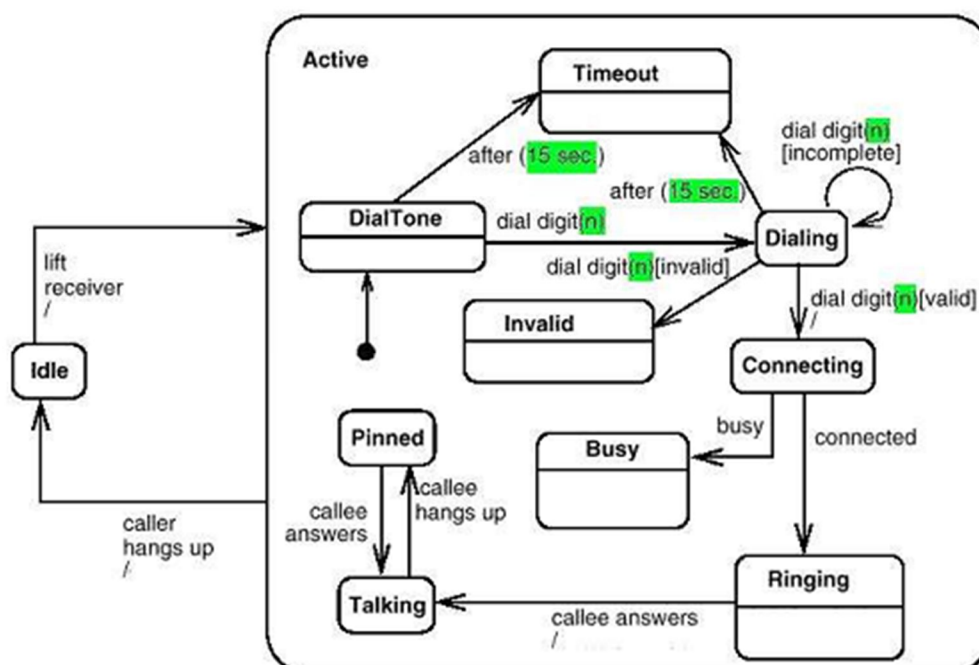 Active
Timeout
dial digit(n)
[incomplete]
after (15 sec.)
after (15 sec.)
DialTone
dial digit(n)
Dialing
lift
receiver
/
dial digit(n)[invalid]
Invalid
dial digit(n)[valid]
/
Idle
Connecting
Pinned
busy
connected
Busy
callee
answers
callee
hangs up
caller
hangs up
/
Talking
Ringing
callee answers
/